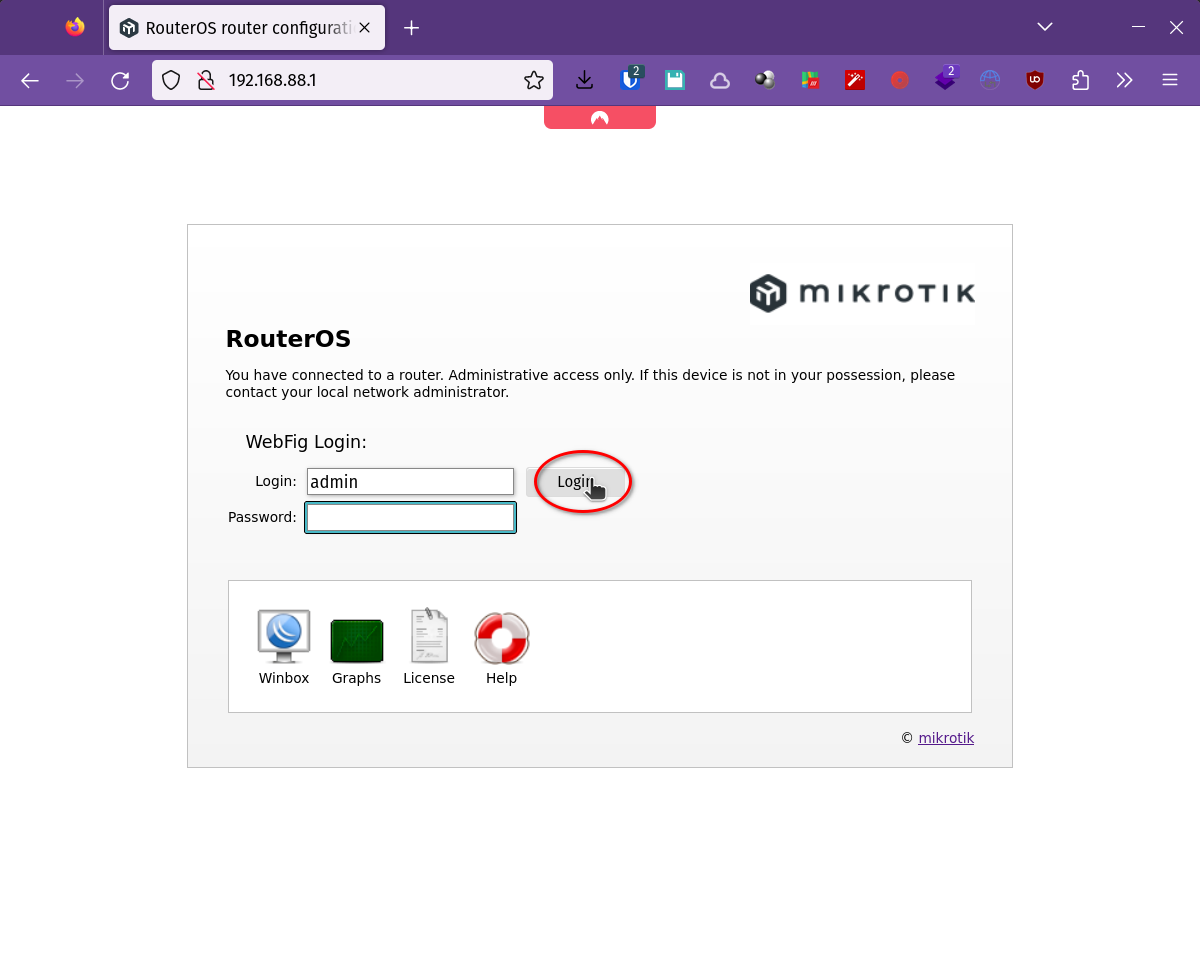 RouterOS router configurati
192.168.88.1
2
2
mikrotik
RouterOS
You have connected to a router. Administrative access only. If this device is not in your possession, please
contact your local network administrator.
WebFig Login:
Login: admin Login
Password:
Winbox Graphs License Help
© mikrotik